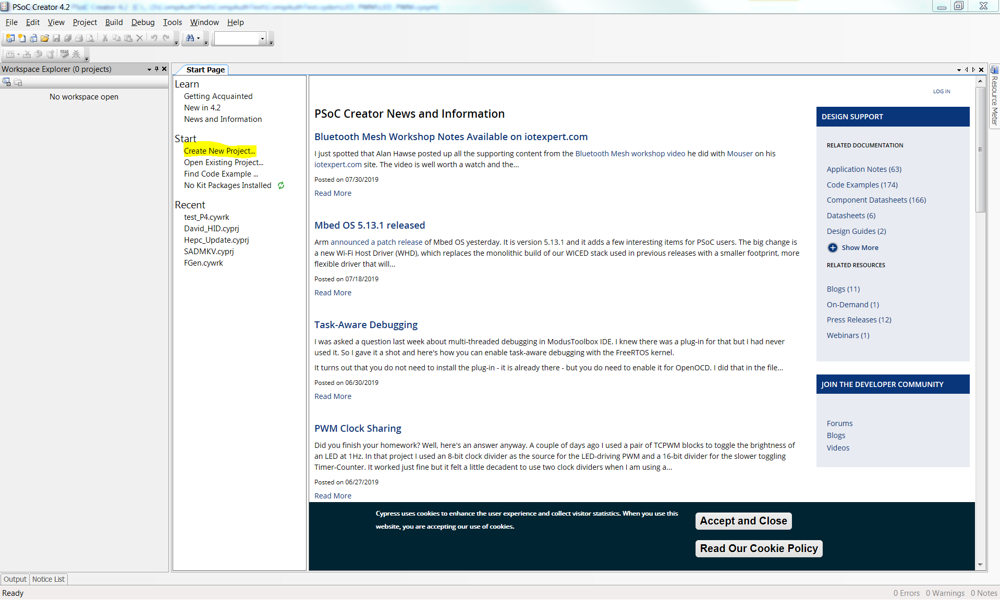 PSoC Creator 4.2
File Edit View Project Build Debug Tools Window Help
Workspace Explorer (0 projects)
No workspace open
Start Page
Learn
Getting Acquainted
New in 4.2
News and Information
Start
Create New Project...
Open Existing Project...
Find Code Example ...
No Kit Packages Installed
Recent
test_P4.cywrk
David_HID.cyprj
Hepc_Update.cyprj
SADMKV.cyprj
FGen.cywrk
LOG IN
PSoC Creator News and Information
Bluetooth Mesh Workshop Notes Available on iotexpert.com
I just spotted that Alan Hawse posted up all the supporting content from the Bluetooth Mesh workshop video he did with Mouser on his
iotexpert.com site. The video is well worth a watch and the...
Posted on 07/30/2019
Read More
Mbed OS 5.13.1 released
Arm announced a patch release of Mbed OS yesterday. It is version 5.13.1 and it adds a few interesting items for PSoC users. The big change is
a new Wi-Fi Host Driver (WHD), which replaces the monolithic build of our WICED stack used in previous releases with a smaller footprint, more
flexible driver that will...
Posted on 07/18/2019
Read More
Task-Aware Debugging
I was asked a question last week about multi-threaded debugging in ModusToolbox IDE. I knew there was a plug-in for that but I had never
used it. So I gave it a shot and here's how you can enable task-aware debugging with the FreeRTOS kernel.
It turns out that you do not need to install the plug-in - it is already there - but you do need to enable it for OpenOCD. I did that in the file...
Posted on 06/30/2019
Read More
PWM Clock Sharing
Did you finish your homework? Well, here's an answer anyway. A couple of days ago I used a pair of TCPWM blocks to toggle the brightness of
an LED at 1Hz. In that project I used an 8-bit clock divider as the source for the LED-driving PWM and a 16-bit divider for the slower toggling
Timer-Counter. It worked just fine but it felt a little decadent to use two clock dividers when I am using a...
Posted on 06/27/2019
Read More
DESIGN SUPPORT
RELATED DOCUMENTATION
Application Notes (63)
Code Examples (174)
Component Datasheets (166)
Datasheets (6)
Design Guides (2)
Show More
RELATED RESOURCES
Blogs (11)
On-Demand (1)
Press Releases (12)
Webinars (1)
JOIN THE DEVELOPER COMMUNITY
Forums
Blogs
Videos
Cypress uses cookies to enhance the user experience and collect visitor statistics. When you use this
website, you are accepting our use of cookies.
Accept and Close
Read Our Cookie Policy
Resource Meter
Output Notice List
Ready
0 Errors 0 Warnings 0 Notes